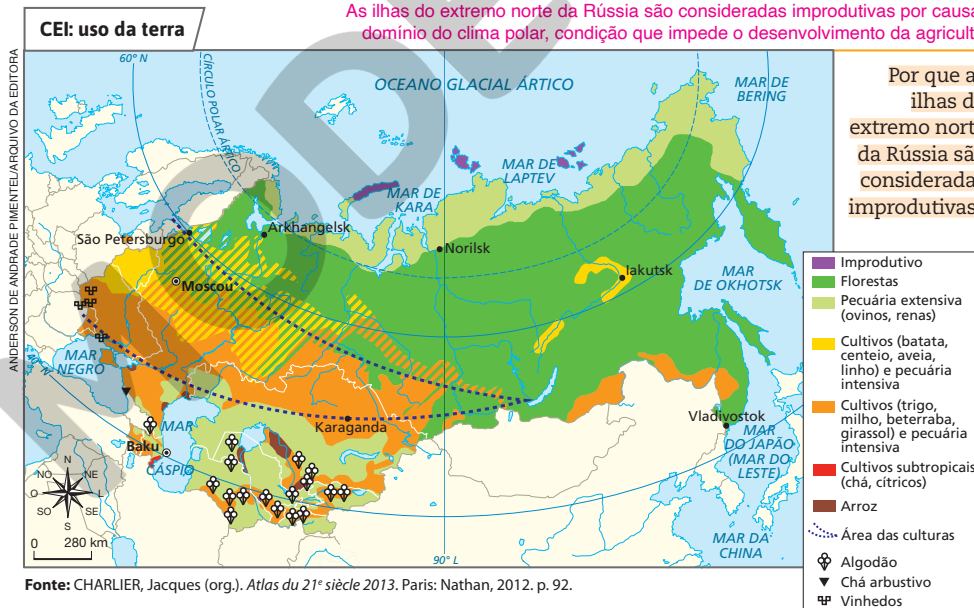 As ilhas do extremo norte da Rússia são consideradas improdutivas por causa
domínio do clima polar, condição que impede o desenvolvimento da
CEI: uso da terra
ANDERSON DE ANDRADE PIMENTEL/ARQUIVO DA EDITORA
Por que
ilhas
extremo
da Rússia
improdutivas
60° N
CÍRCULO POLAR ÁRTICO
OCEANO GLACIAL ÁRTICO
MAR DE
BERING
MAR DE
LAPTEV
MAR DE
KARA
São Petersburgo
Arkhangelsk
Norilsk
Iakutsk
MAR
DE OKHOTSK
Moscou
MAR
NEGRO
Karaganda
Vladivostok
MAR
DO JAPÃO
(MAR DO
LESTE)
Baku
MAR
CÁSPIO
MAR DA
CHINA
90° L
N
NO NE
O L
SO SE
S
0 280 km
Improdutivo
Florestas
Pecuária extensiva
(ovinos, renas)
Cultivos (batata,
centeio, aveia,
linho) e pecuária
intensiva
Cultivos (trigo,
milho, beterraba,
girassol) e pecuária
intensiva
Cultivos subtropicais
(chá, cítricos)
Arroz
Área das culturas
Algodão
Chá arbustivo
Vinhedos
Fonte: CHARLIER, Jacques (org.). Atlas du 21e siècle 2013. Paris: Nathan, 2012. p. 92.